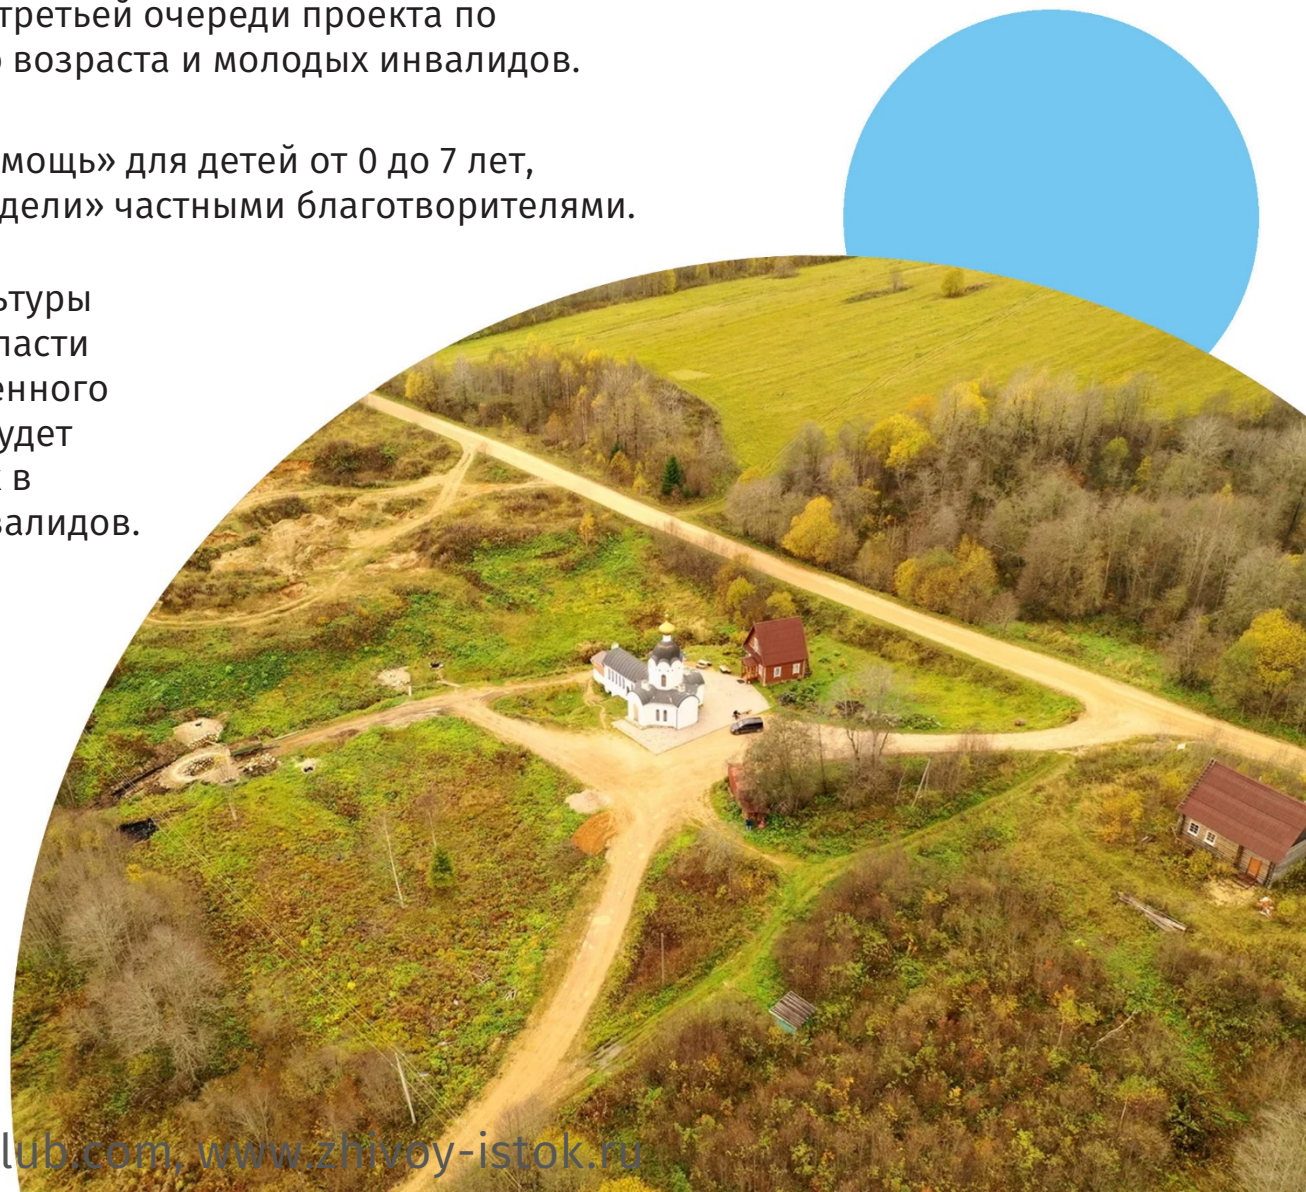 третьей очереди проекта по
возраста и молодых инвалидов.
мощь» для детей от 0 до 7 лет,
дели» частными благотворителями.
ьтуры
ласти
енного
удет
в
валидов.
lub.com, www.zhivoy-istok.ru